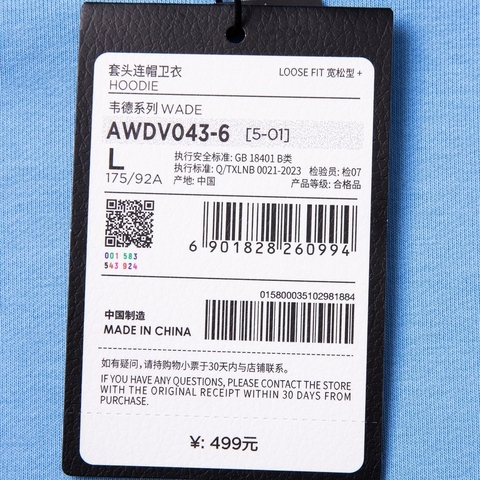 套头连帽卫衣 LOOSE FIT 宽松型 +
HOODIE
韦德系列 WADE
AWDV043-6 [5-01]
L 执行安全标准: GB 18401 B类
执行标准: Q/TXLNB 0021-2023 检验员: 检07
175/92A 产地: 中国 产品等级: 合格品
6 901828 260994
001 583
543 924
015800035102981884
中国制造
MADE IN CHINA
如有疑问，请持购物小票于30天内与店铺联系。
IF YOU HAVE ANY QUESTIONS, PLEASE CONTACT THE STORE
WITH THE ORIGINAL RECEIPT WITHIN 30 DAYS FROM
PURCHASE.
¥: 499元